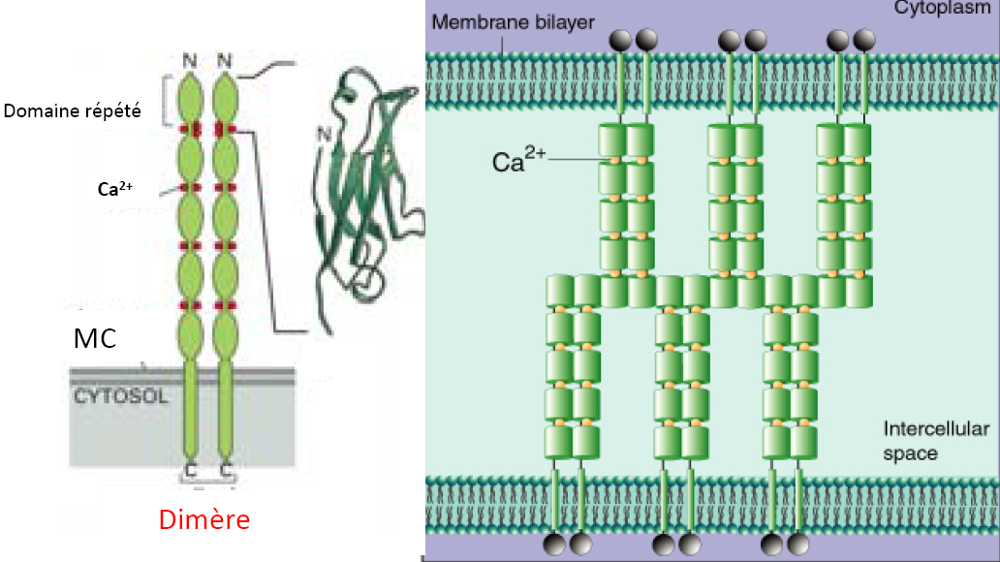 N N
Domaine répété
Ca²⁺
MC
CYTOSOL
C C
Dimère
N
Membrane bilayer
Cytoplasm
Ca²⁺
Intercellular
space